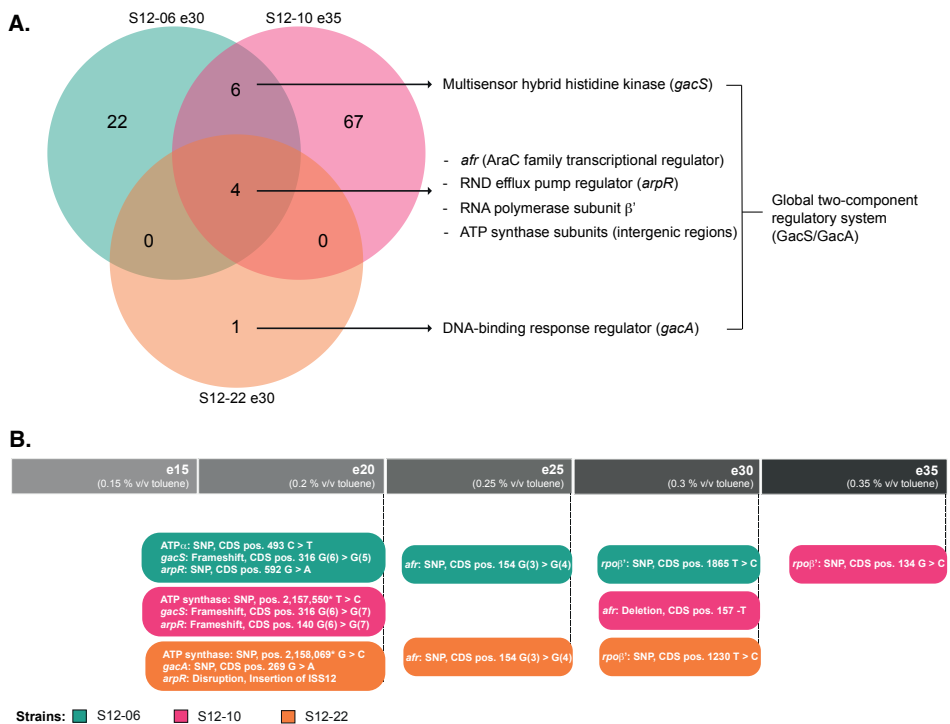 A.
S12-06 e30
S12-10 e35
6
22
67
4
0
0
1
S12-22 e30
Multisensor hybrid histidine kinase (gacS)
- afr (AraC family transcriptional regulator)
- RND efflux pump regulator (arpR)
- RNA polymerase subunit β'
- ATP synthase subunits (intergenic regions)
DNA-binding response regulator (gacA)
Global two-component
regulatory system
(GacS/GacA)
B.
e15
(0.15 % v/v toluene)
e20
(0.2 % v/v toluene)
e25
(0.25 % v/v toluene)
e30
(0.3 % v/v toluene)
e35
(0.35 % v/v toluene)
ATPα: SNP, CDS pos. 493 C > T
gacS: Frameshift, CDS pos. 316 G(6) > G(5)
arpR: SNP, CDS pos. 592 G > A
afr: SNP, CDS pos. 154 G(3) > G(4)
rpoβ': SNP, CDS pos. 1865 T > C
rpoβ': SNP, CDS pos. 134 G > C
ATP synthase: SNP, pos. 2,157,550* T > C
gacS: Frameshift, CDS pos. 316 G(6) > G(7)
arpR: Frameshift, CDS pos. 140 G(6) > G(7)
afr: Deletion, CDS pos. 157 -T
ATP synthase: SNP, pos. 2,158,069* G > C
gacA: SNP, CDS pos. 269 G > A
arpR: Disruption, Insertion of ISS12
afr: SNP, CDS pos. 154 G(3) > G(4)
rpoβ': SNP, CDS pos. 1230 T > C
Strains: S12-06 S12-10 S12-22